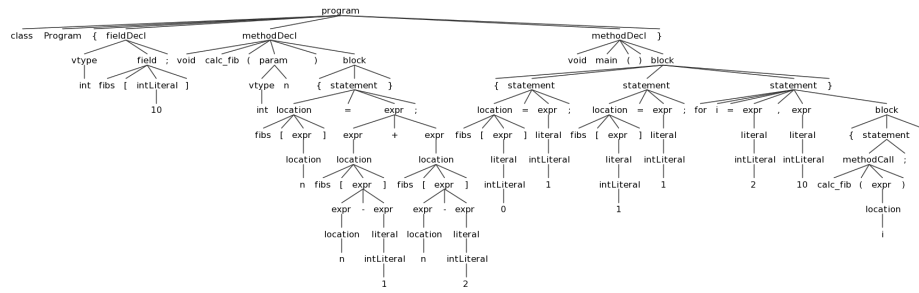 program
class Program { fieldDecl methodDecl methodDecl }
vtype field ; void calc_fib ( param ) block void main ( ) block
int fibs [ intLiteral ] vtype n { statement } { statement statement statement }
10 int location = expr ; location = expr ; location = expr ; for i = expr , expr block
fibs [ expr ] expr + expr fibs [ expr ] literal fibs [ expr ] literal literal literal { statement }
location location location literal intLiteral literal intLiteral intLiteral intLiteral methodCall ;
n fibs [ expr ] fibs [ expr ] intLiteral 1 intLiteral 1 2 10 calc_fib ( expr )
expr - expr expr - expr 0 1 location
location literal location literal i
n intLiteral n intLiteral
1 2